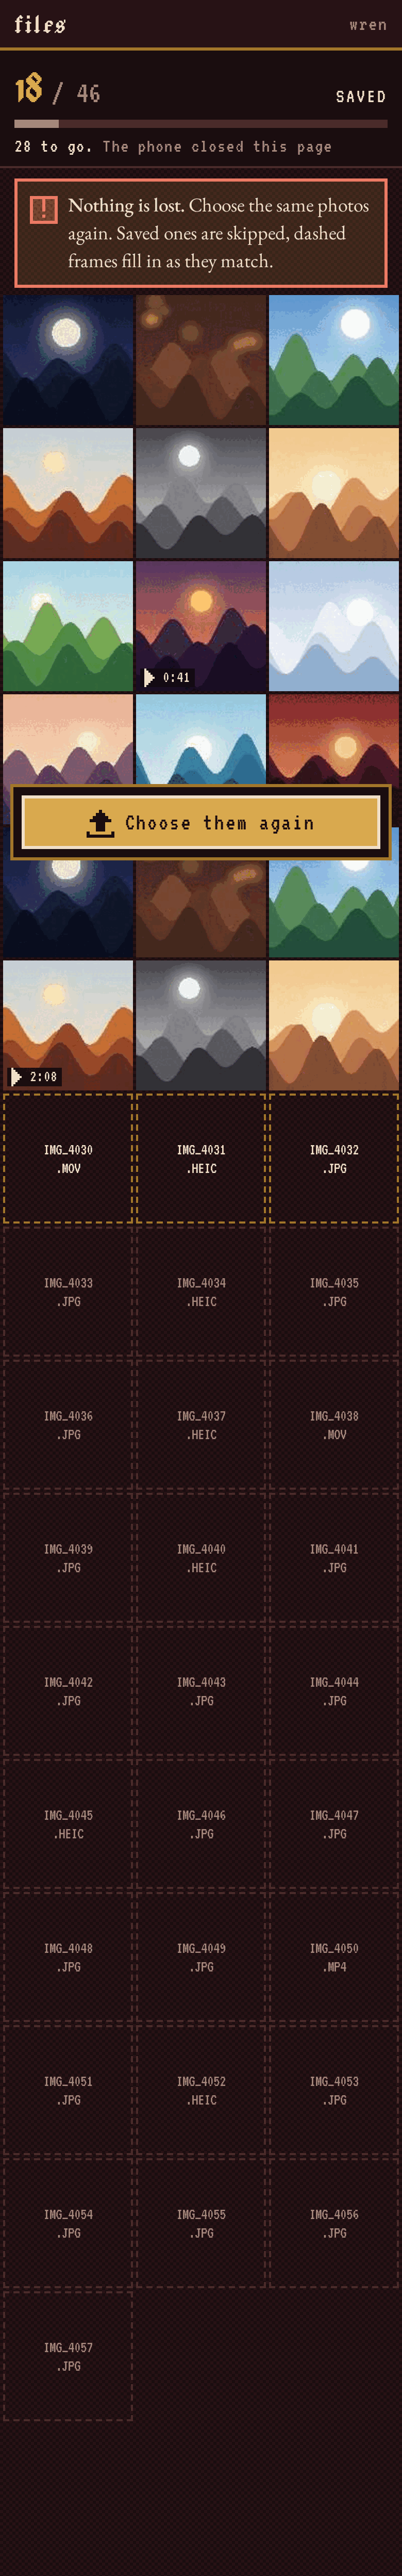 files
wren
18 / 46
SAVED
28 to go. The phone closed this page
Nothing is lost. Choose the same photos
again. Saved ones are skipped, dashed
frames fill in as they match.
0:41
Choose them again
2:08
IMG_4030
.MOV
IMG_4031
.HEIC
IMG_4032
.JPG
IMG_4033
.JPG
IMG_4034
.HEIC
IMG_4035
.JPG
IMG_4036
.JPG
IMG_4037
.HEIC
IMG_4038
.MOV
IMG_4039
.JPG
IMG_4040
.HEIC
IMG_4041
.JPG
IMG_4042
.JPG
IMG_4043
.JPG
IMG_4044
.JPG
IMG_4045
.HEIC
IMG_4046
.JPG
IMG_4047
.JPG
IMG_4048
.JPG
IMG_4049
.JPG
IMG_4050
.MP4
IMG_4051
.JPG
IMG_4052
.HEIC
IMG_4053
.JPG
IMG_4054
.JPG
IMG_4055
.JPG
IMG_4056
.JPG
IMG_4057
.JPG